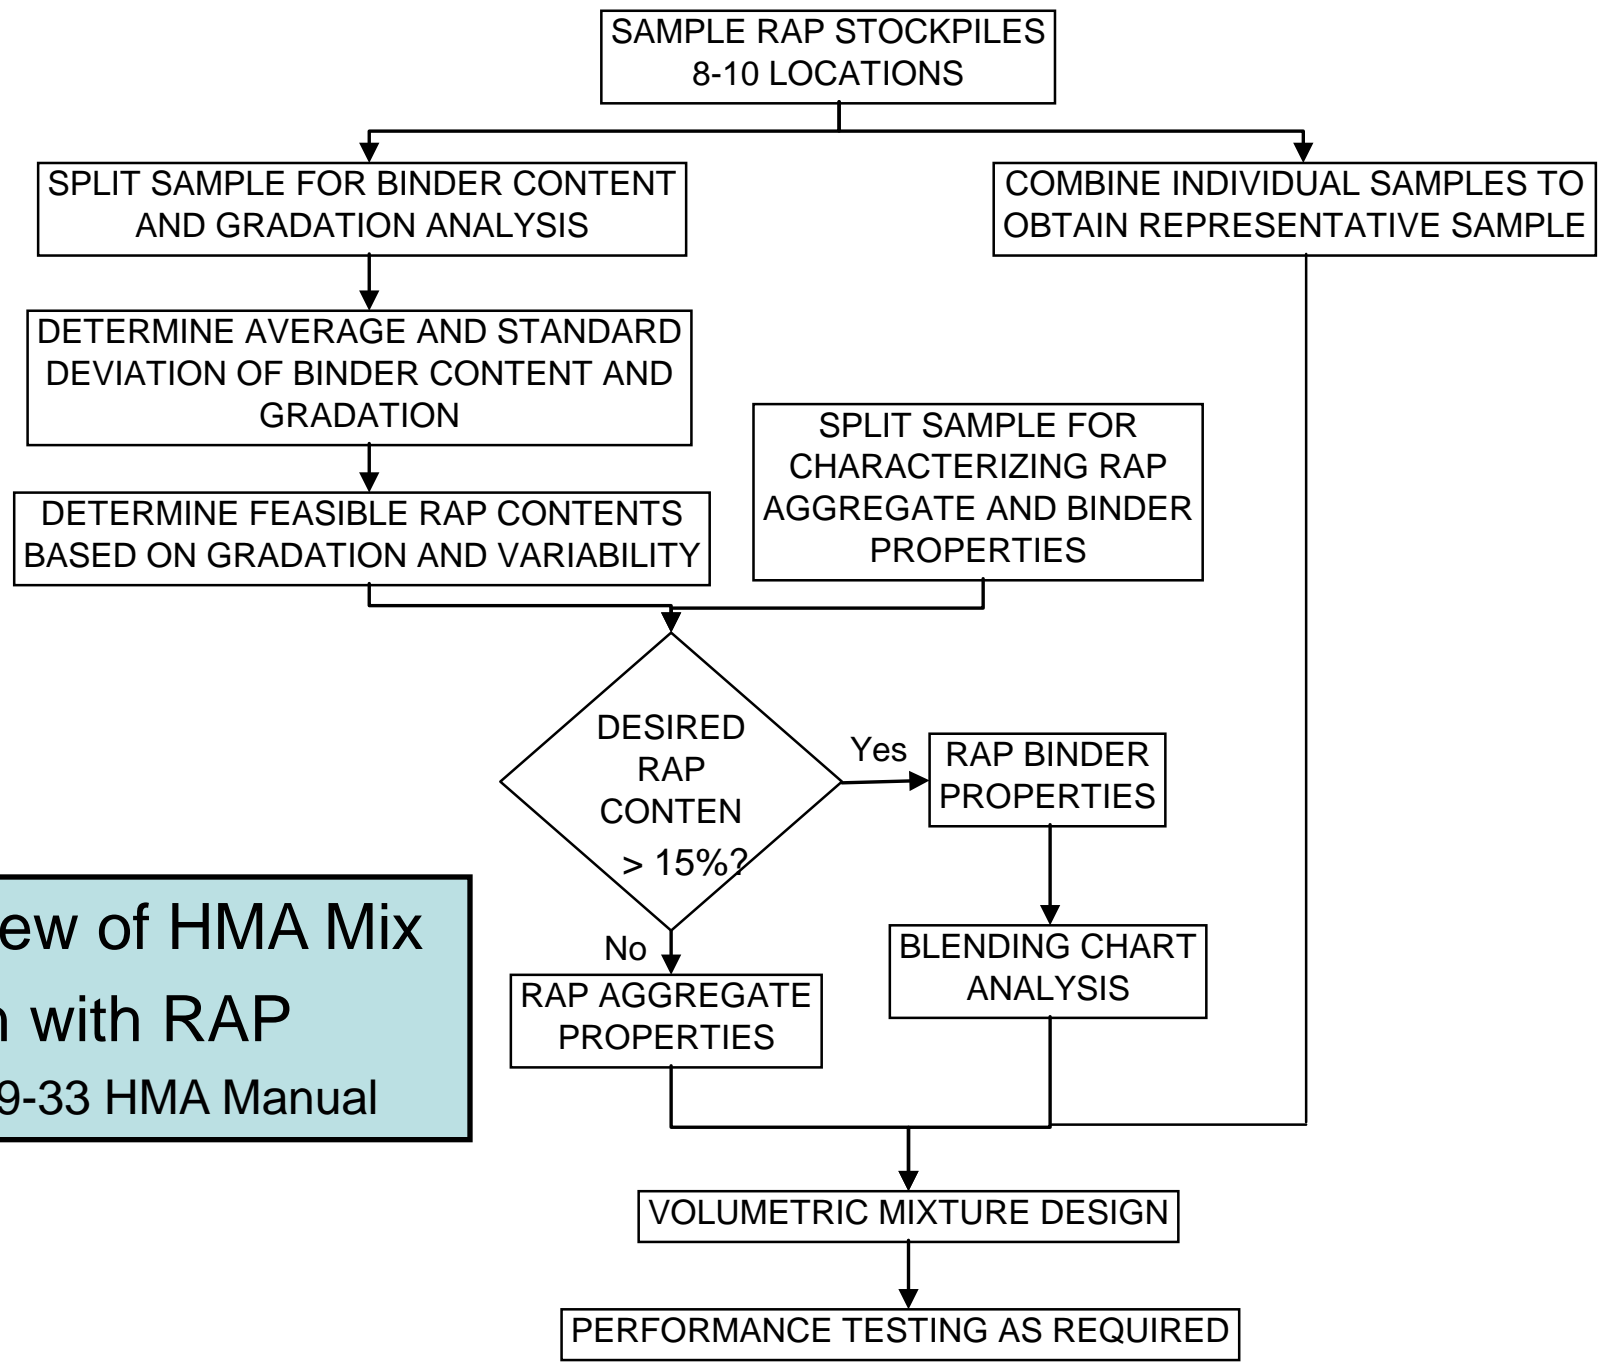 SAMPLE RAP STOCKPILES
8-10 LOCATIONS
SPLIT SAMPLE FOR BINDER CONTENT
AND GRADATION ANALYSIS
COMBINE INDIVIDUAL SAMPLES TO
OBTAIN REPRESENTATIVE SAMPLE
DETERMINE AVERAGE AND STANDARD
DEVIATION OF BINDER CONTENT AND
GRADATION
SPLIT SAMPLE FOR
CHARACTERIZING RAP
AGGREGATE AND BINDER
PROPERTIES
DETERMINE FEASIBLE RAP CONTENTS
BASED ON GRADATION AND VARIABILITY
DESIRED
RAP
CONTEN
> 15%?
Yes
RAP BINDER
PROPERTIES
No
BLENDING CHART
ANALYSIS
RAP AGGREGATE
PROPERTIES
ew of HMA Mix
with RAP
9-33 HMA Manual
VOLUMETRIC MIXTURE DESIGN
PERFORMANCE TESTING AS REQUIRED